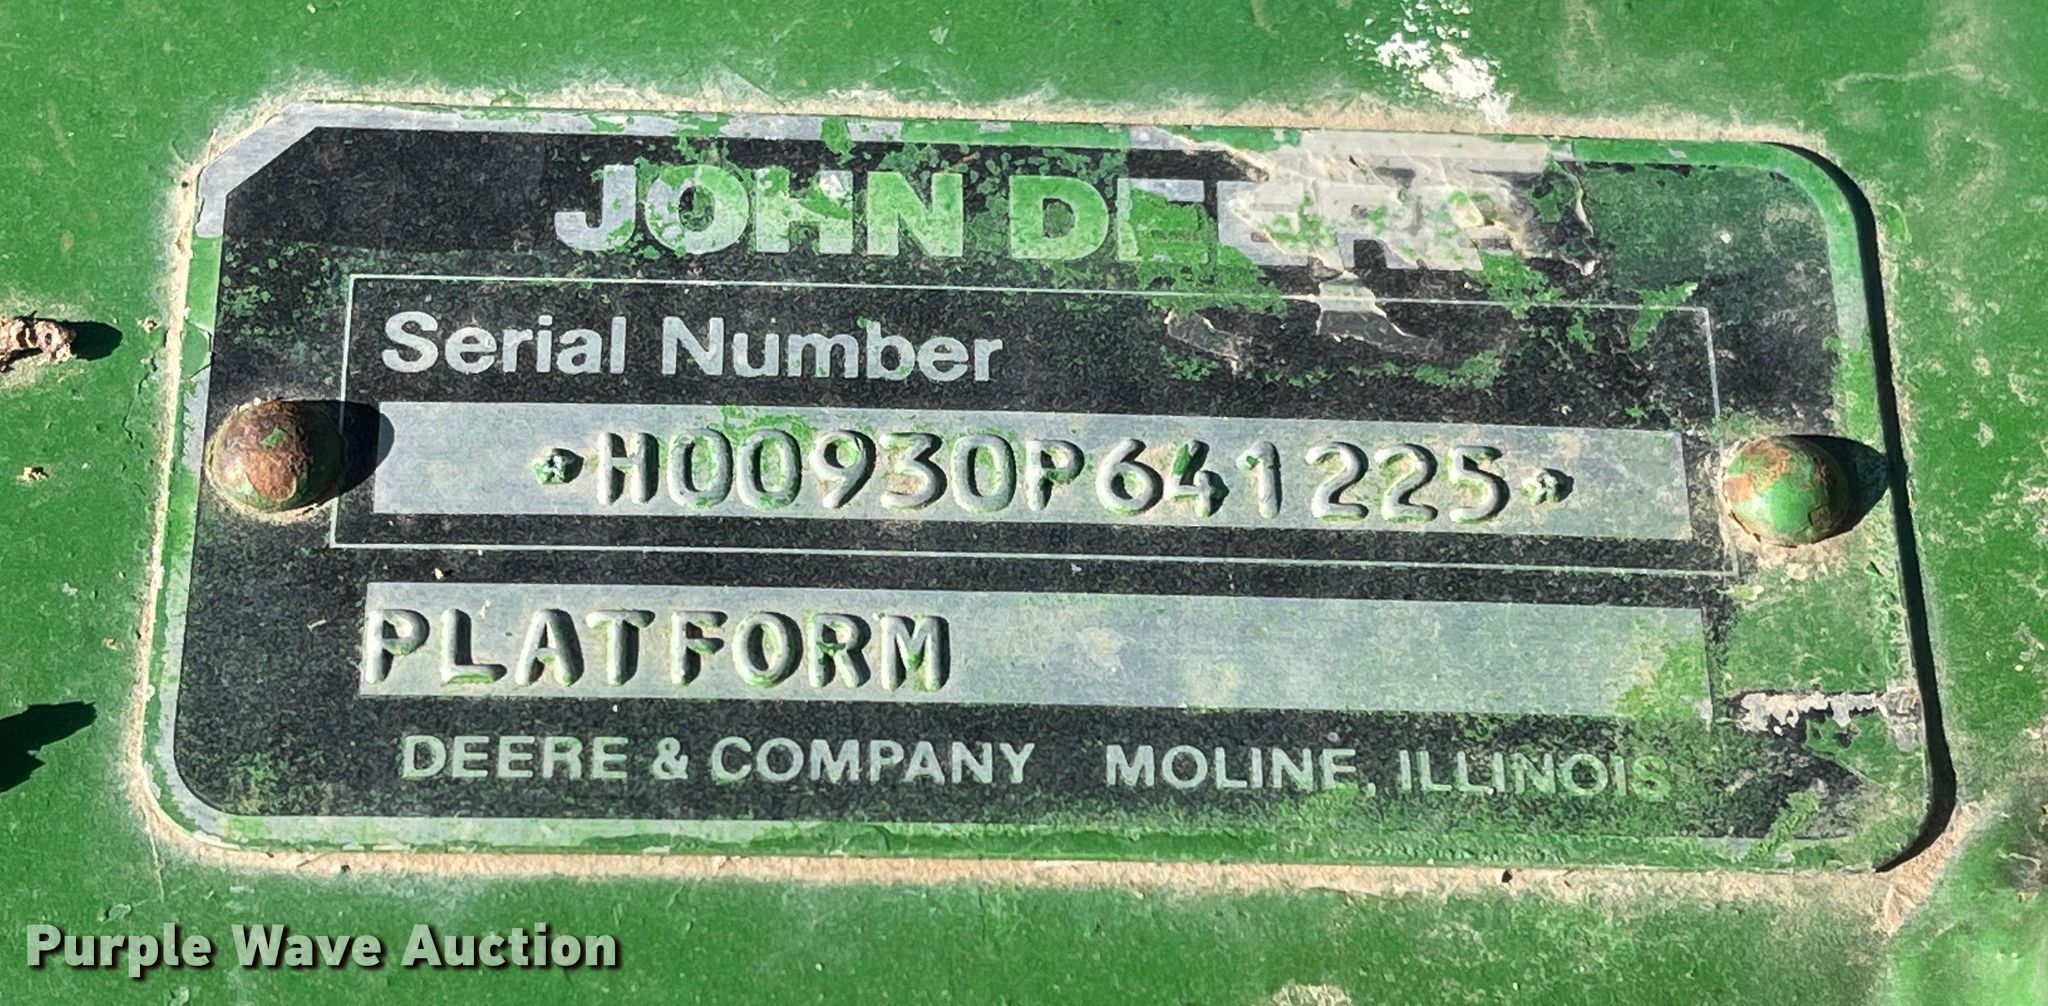 JOHN DEERE
Serial Number
*H00930P641225*
PLATFORM
DEERE & COMPANY MOLINE, ILLINOIS
Purple Wave Auction